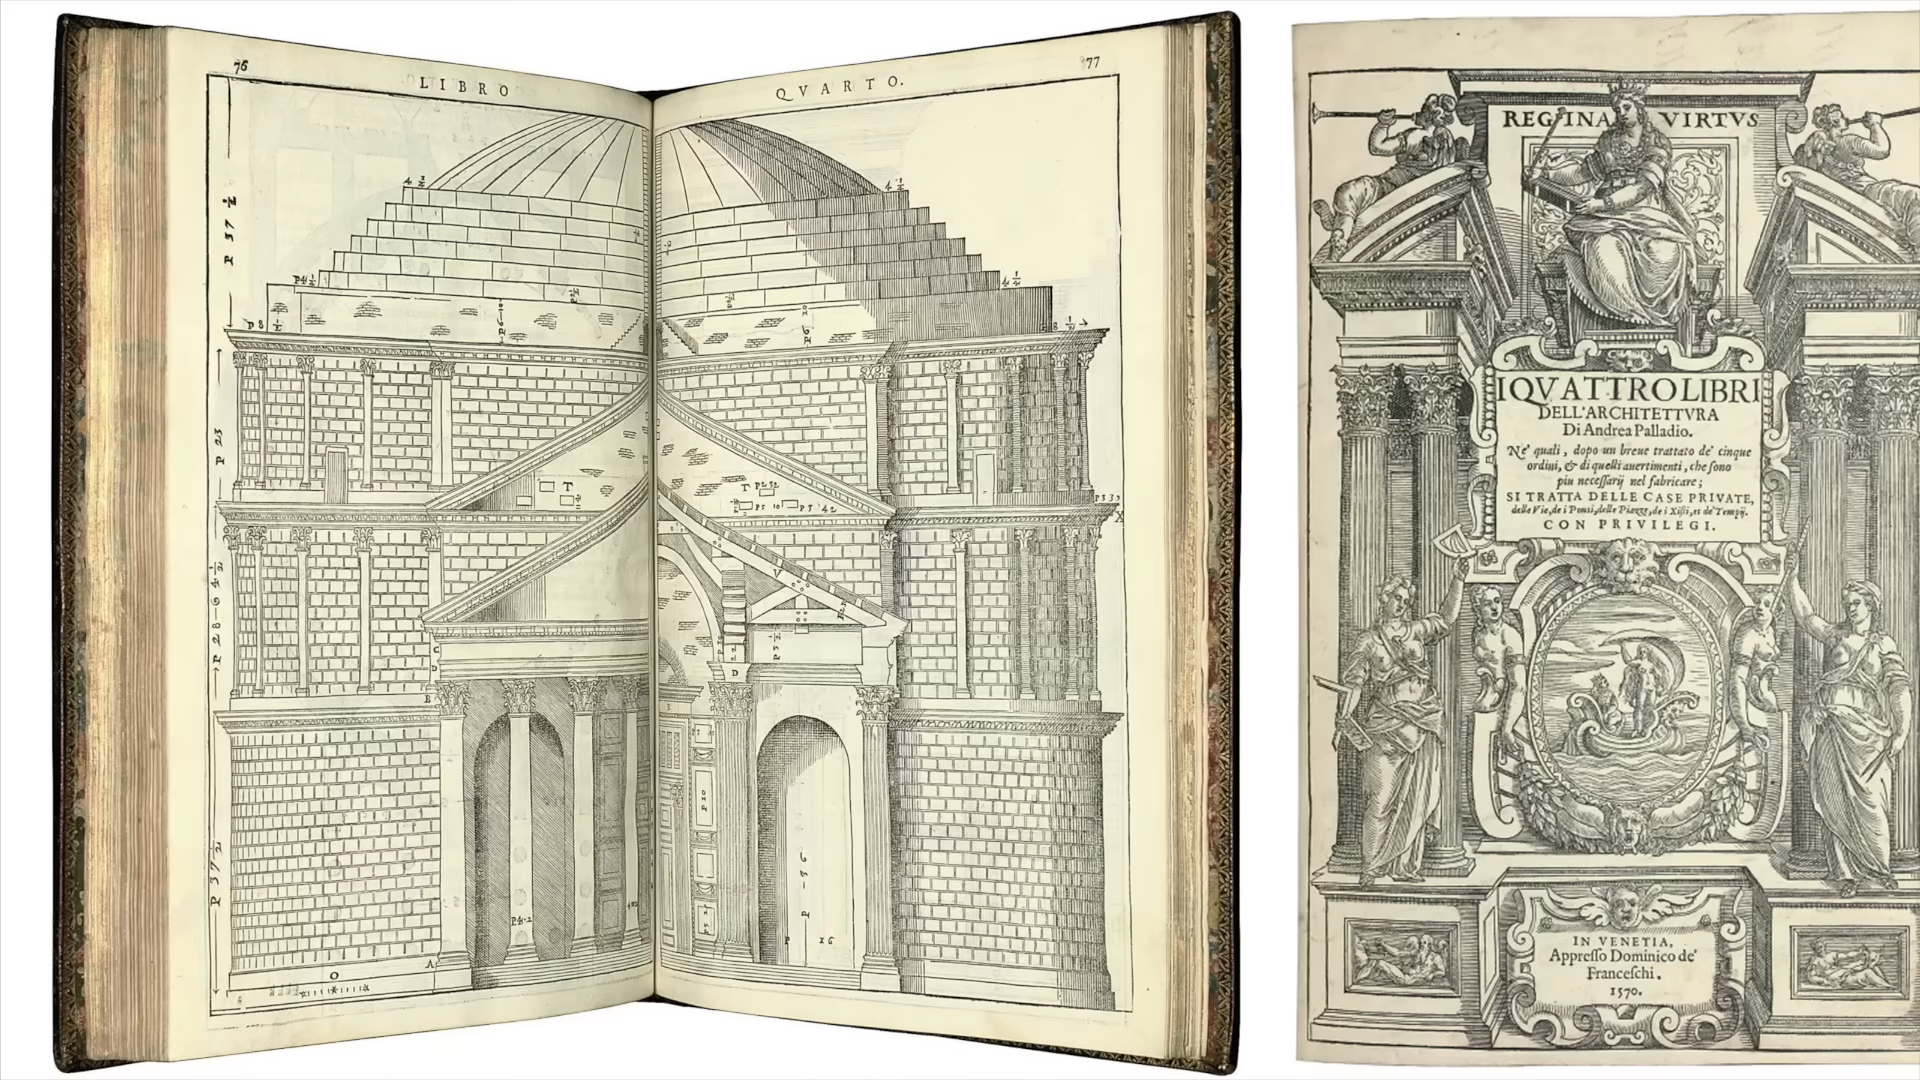 76
LIBRO
QVARTO.
77
T
T
V
C
D
B
D
E
A
O
P 16
REGINA VIRTVS
I QVATTRO LIBRI
DELL'ARCHITETTVRA
Di Andrea Palladio.
Ne' quali, dopo un breue trattato de' cinque
ordini, & di quelli auertimenti, che sono
piu necessarij nel fabricare;
SI TRATTA DELLE CASE PRIVATE,
delle Vie, de i Ponti, delle Piazze, de i Xisti, et de' Tempij.
CON PRIVILEGI.
IN VENETIA,
Appresso Dominico de'
Franceschi.
1570.